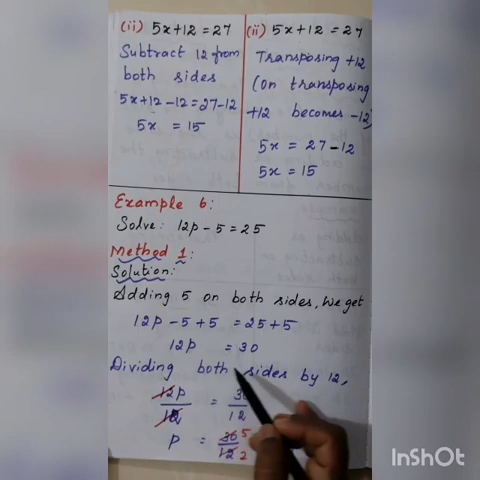 (ii) 5x+12 = 27
Subtract 12 from
both sides
5x+12 -12 = 27-12
5x = 15
(ii) 5x+12 = 27
Transposing +12
(on transposing
+12 becomes -12)
5x = 27-12
5x = 15
Example 6:
Solve: 12p - 5 = 25
Method 1:
Solution:
Adding 5 on both sides, We get
12p - 5 + 5 = 25 + 5
12p = 30
Dividing both sides by 12,
12p/12 = 30/12
p = 30/12 5/2
InShOt